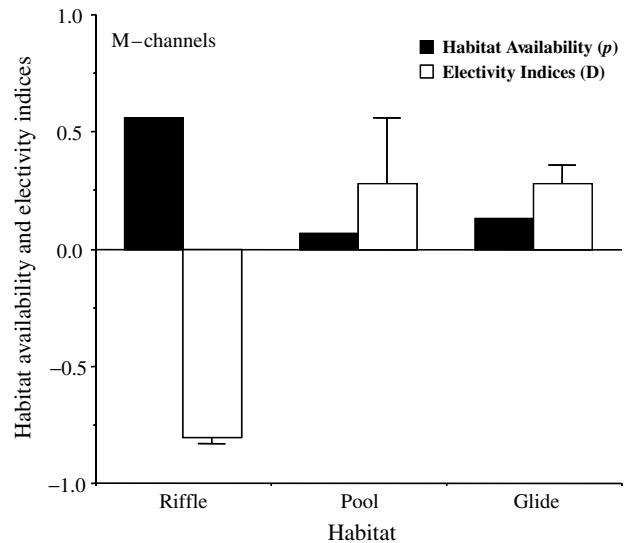 M−channels
Habitat Availability (p)
Electivity Indices (D)
Habitat availability and electivity indices
1.0
0.5
0.0
−0.5
−1.0
Riffle Pool Glide
Habitat